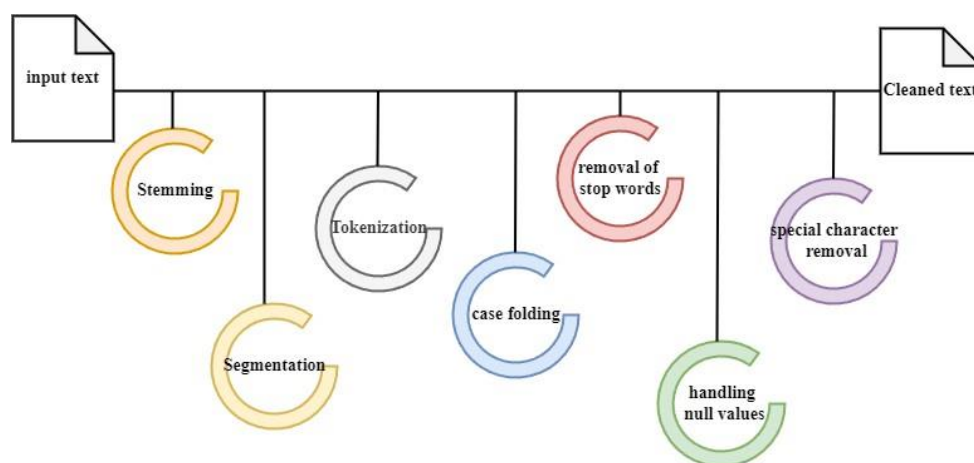 input text
Cleaned text
Stemming
Segmentation
Tokenization
case folding
removal of
stop words
handling
null values
special character
removal